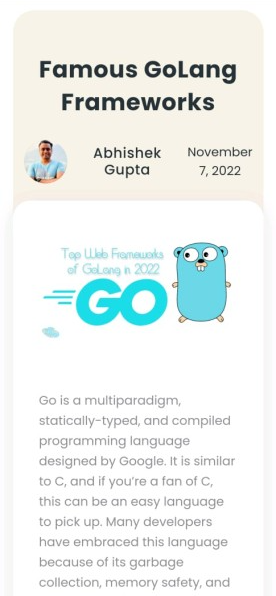 Famous GoLang
Frameworks
Abhishek
Gupta
November
7, 2022
Top Web Frameworks
of GoLang in 2022
GO
Go is a multiparadigm,
statically-typed, and compiled
programming language
designed by Google. It is similar
to C, and if you're a fan of C,
this can be an easy language
to pick up. Many developers
have embraced this language
because of its garbage
collection, memory safety, and